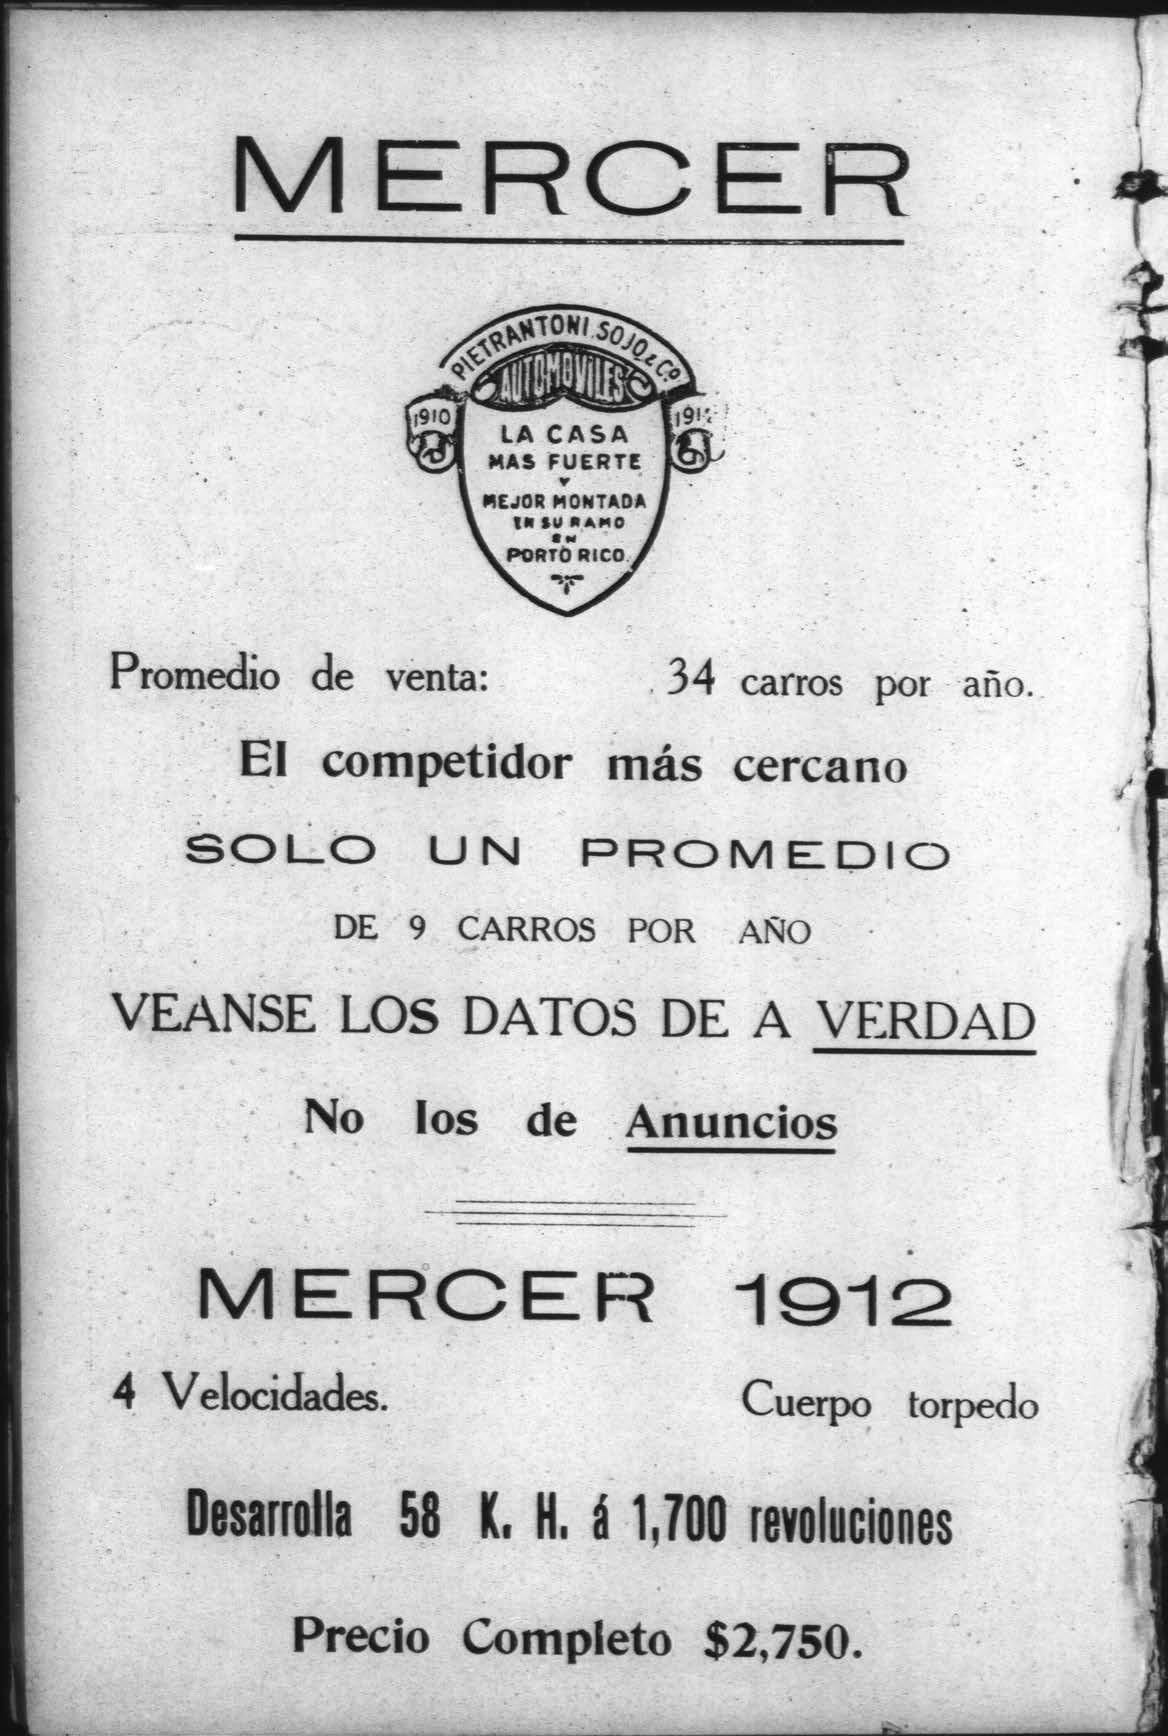 MERCER
PIETRANTONI. SOJO, & Cº.
AUTOMOVILES
1910
LA CASA
MAS FUERTE
Y
MEJOR MONTADA
EN SU RAMO
EN
PORTO RICO.
Promedio de venta: 34 carros por año.
El competidor más cercano
SOLO UN PROMEDIO
DE 9 CARROS POR AÑO
VEANSE LOS DATOS DE A VERDAD
No los de Anuncios
MERCER 1912
4 Velocidades. Cuerpo torpedo
Desarrolla 58 K. H. á 1,700 revoluciones
Precio Completo $2,750.